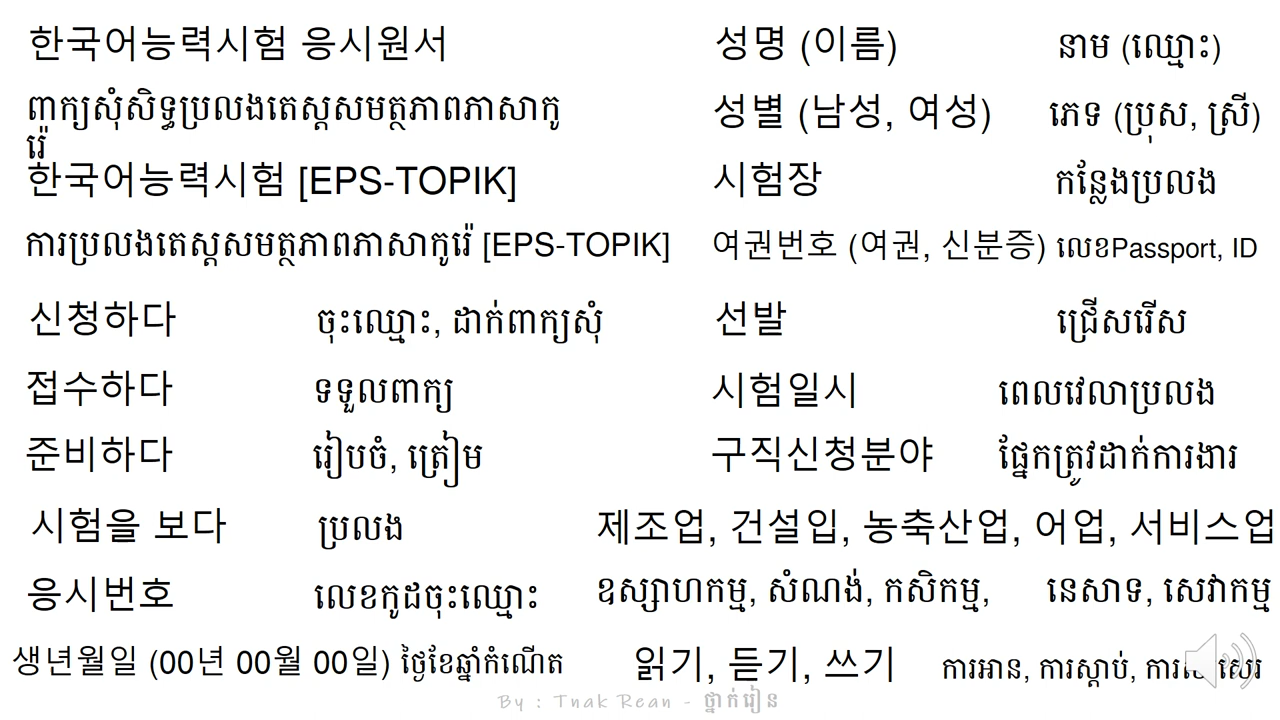 한국어능력시험 응시원서
ពាក្យសុំសិទ្ធប្រលងតេស្តសមត្ថភាពភាសាកូ
រ៉េ
한국어능력시험 [EPS-TOPIK]
ការប្រលងតេស្តសមត្ថភាពភាសាកូរ៉េ [EPS-TOPIK]
신청하다 ចុះឈ្មោះ, ដាក់ពាក្យសុំ
접수하다 ទទួលពាក្យ
준비하다 រៀបចំ, ត្រៀម
시험을 보다 ប្រលង
응시번호 លេខកូដចុះឈ្មោះ
생년월일 (00년 00월 00일) ថ្ងៃខែឆ្នាំកំណើត
성명 (이름) នាម (ឈ្មោះ)
성별 (남성, 여성) ភេទ (ប្រុស, ស្រី)
시험장 កន្លែងប្រលង
여권번호 (여권, 신분증) លេខPassport, ID
선발 ជ្រើសរើស
시험일시 ពេលវេលាប្រលង
구직신청분야 ផ្នែកត្រូវដាក់ការងារ
제조업, 건설입, 농축산업, 어업, 서비스업
ឧស្សាហកម្ម, សំណង់, កសិកម្ម, នេសាទ, សេវាកម្ម
읽기, 듣기, 쓰기 ការអាន, ការស្តាប់,
By : Tnak Rean - ថ្នាក់រៀន